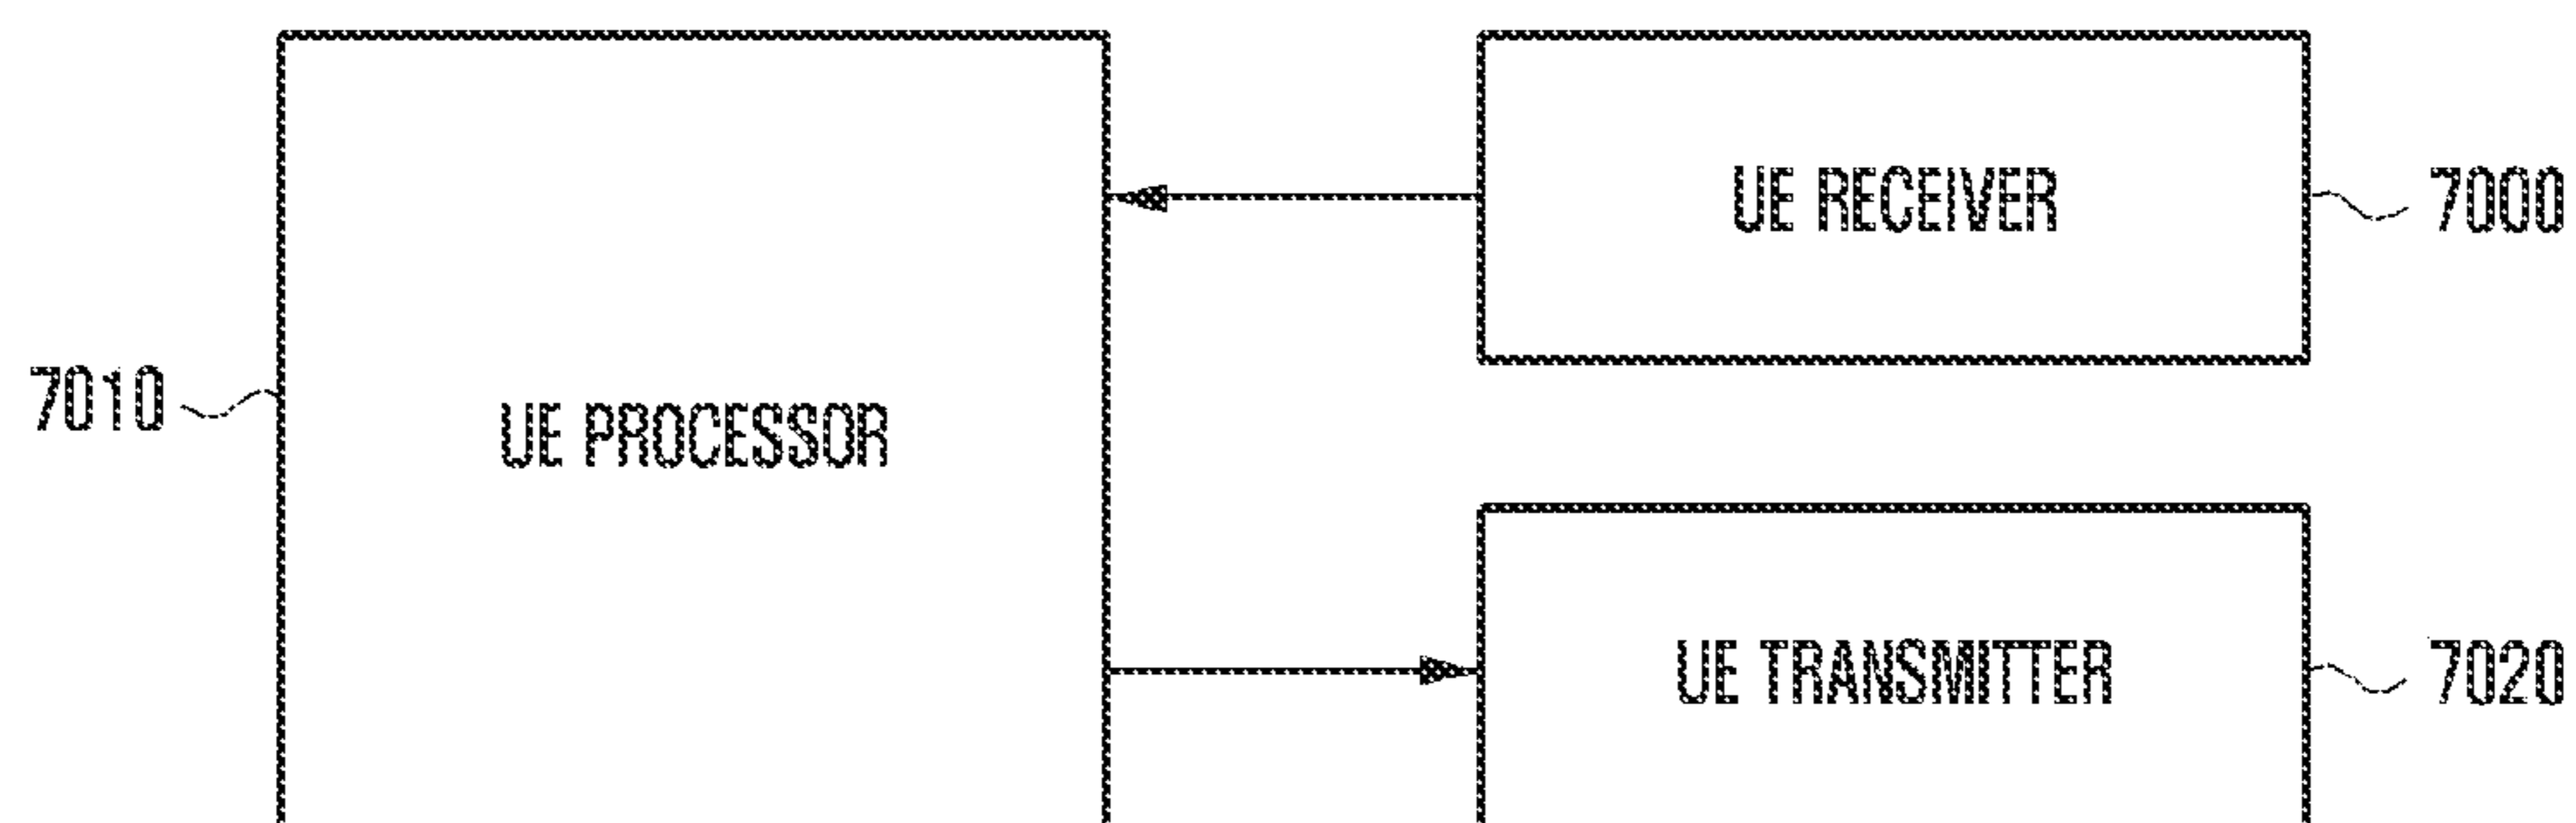 UE RECEIVER
7000
7010
UE PROCESSOR
UE TRANSMITTER
7020